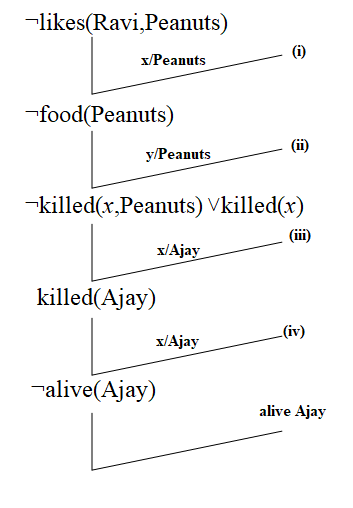 ¬likes(Ravi,Peanuts)
(i)
x/Peanuts
¬food(Peanuts)
(ii)
y/Peanuts
¬killed(x,Peanuts) ∨killed(x)
(iii)
x/Ajay
killed(Ajay)
(iv)
x/Ajay
¬alive(Ajay)
alive Ajay